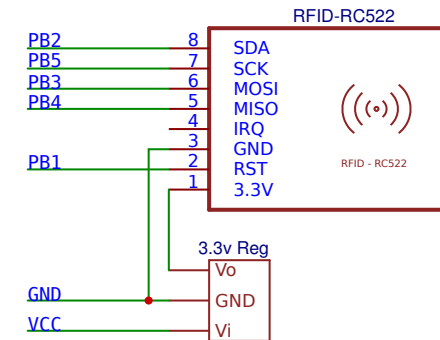 RFID-RC522
PB2 8 SDA
PB5 7 SCK
PB3 6 MOSI
PB4 5 MISO
4 IRQ
3 GND
PB1 2 RST
1 3.3V
RFID - RC522
3.3v Reg
Vo
GND GND
VCC Vi